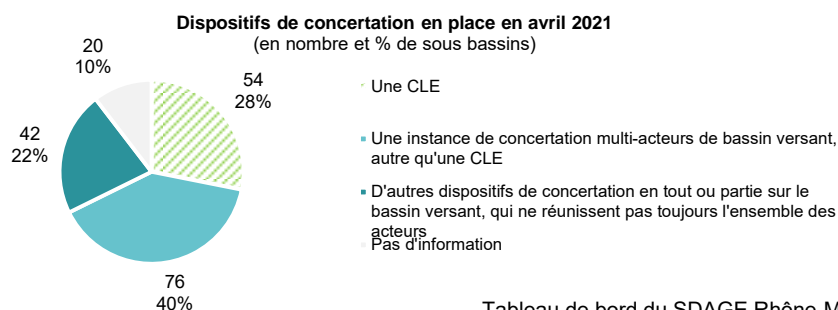 Dispositifs de concertation en place en avril 2021
(en nombre et % de sous bassins)
20
10%
54
28%
42
22%
76
40%
Une CLE
Une instance de concertation multi-acteurs de bassin versant,
autre qu'une CLE
D'autres dispositifs de concertation en tout ou partie sur le
bassin versant, qui ne réunissent pas toujours l'ensemble des
acteurs
Pas d'information
Tableau de bord du SDAGE Rhône-M